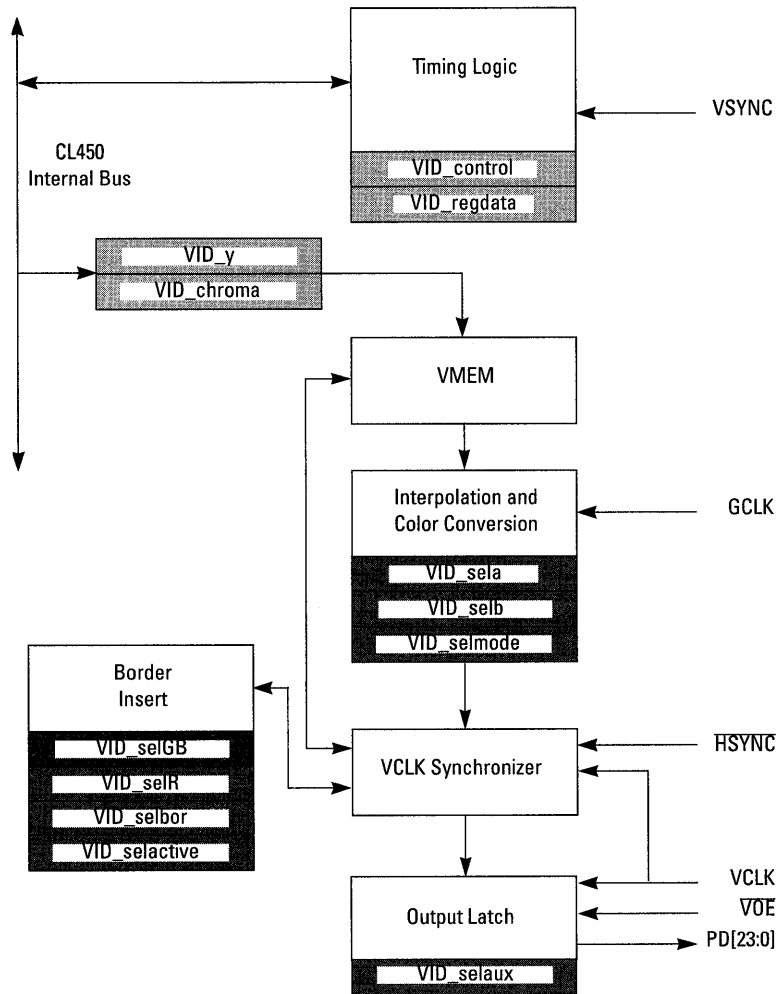 Timing Logic
VSYNC
CL450
Internal Bus
VID_control
VID_regdata
VID_y
VID_chroma
VMEM
Interpolation and
Color Conversion
GCLK
VID_sela
VID_selb
VID_selmode
Border
Insert
VID_selGB
VID_selR
VID_selbor
VID_selactive
HSYNC
VCLK Synchronizer
VCLK
VOE
PD[23:0]
Output Latch
VID_selaux